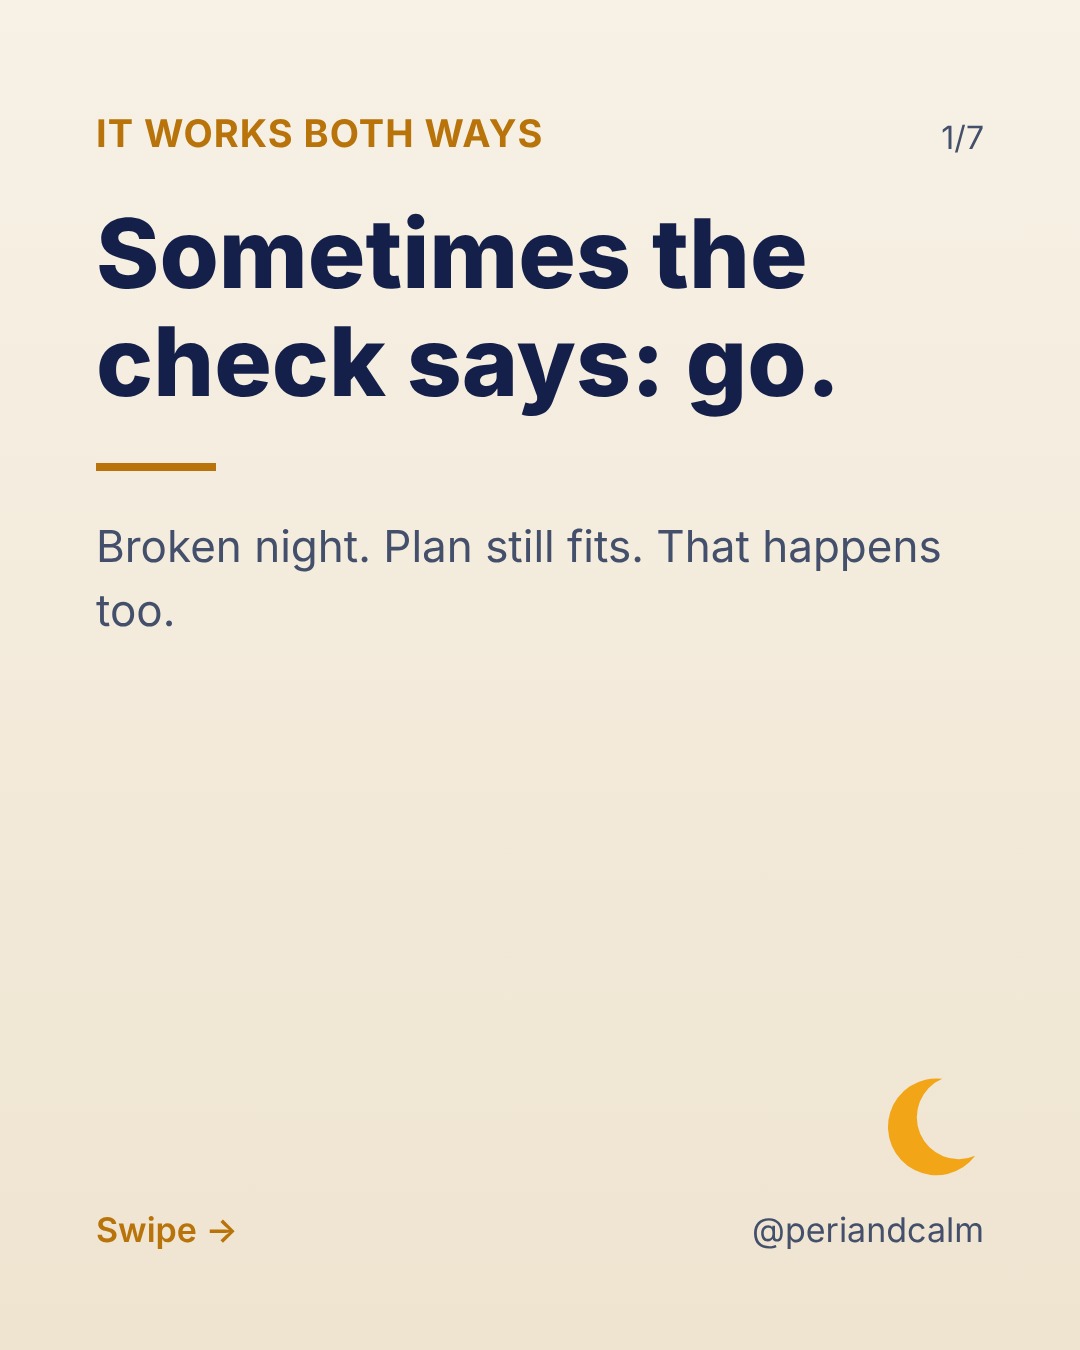 IT WORKS BOTH WAYS
1/7
Sometimes the
check says: go.
Broken night. Plan still fits. That happens
too.
Swipe →
@periandcalm